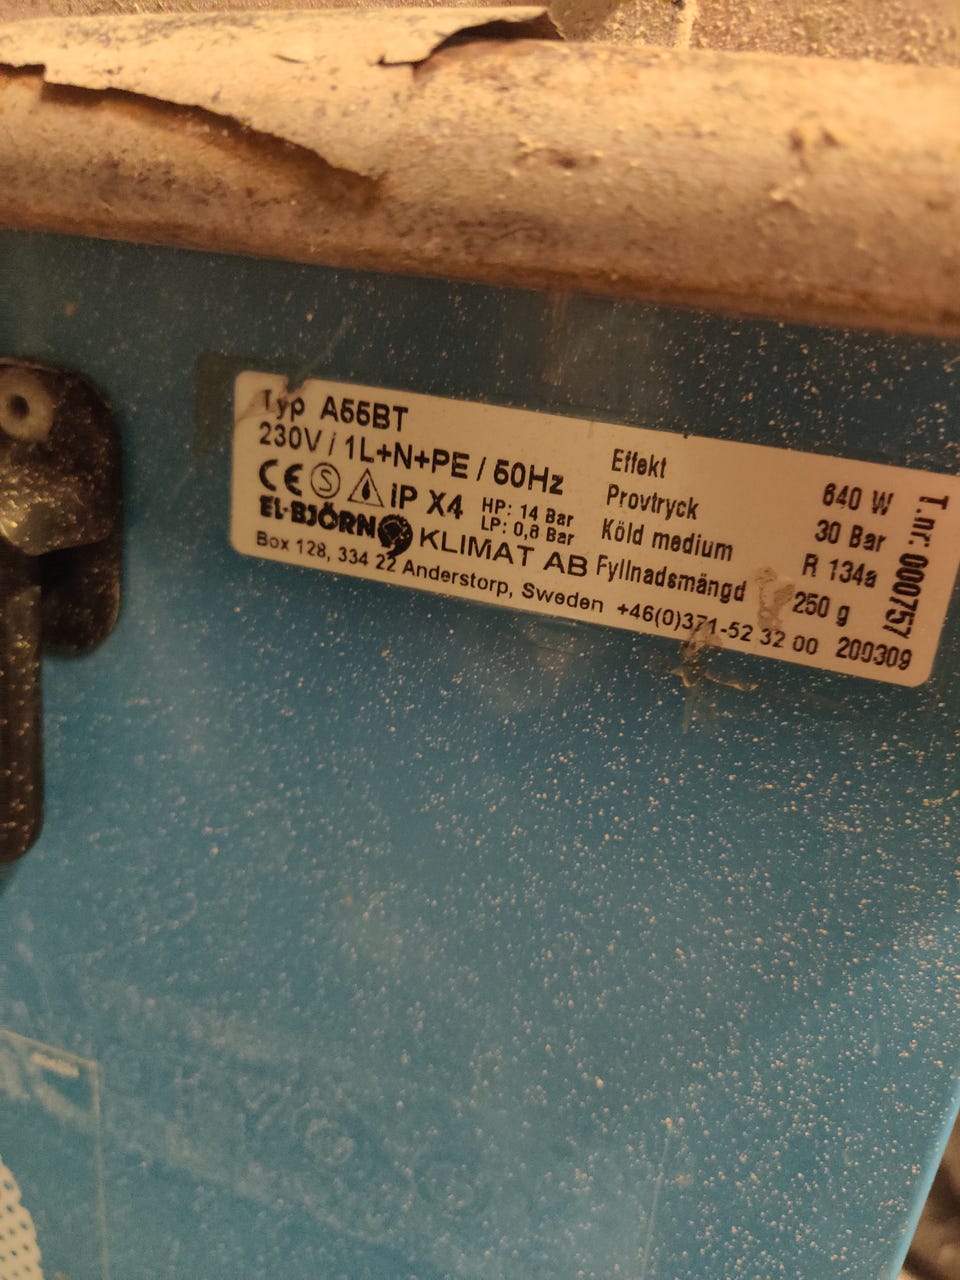 Typ A55BT
230V / 1L+N+PE / 50Hz
CE S IP X4 HP: 14 Bar
LP: 0,8 Bar
EL-BJÖRN KLIMAT AB
Box 128, 334 22 Anderstorp, Sweden +46(0)371-52 32 00 200309
Effekt 640 W
Provtryck 30 Bar
Köld medium R 134a
Fyllnadsmängd 250 g
T.nr: 000757